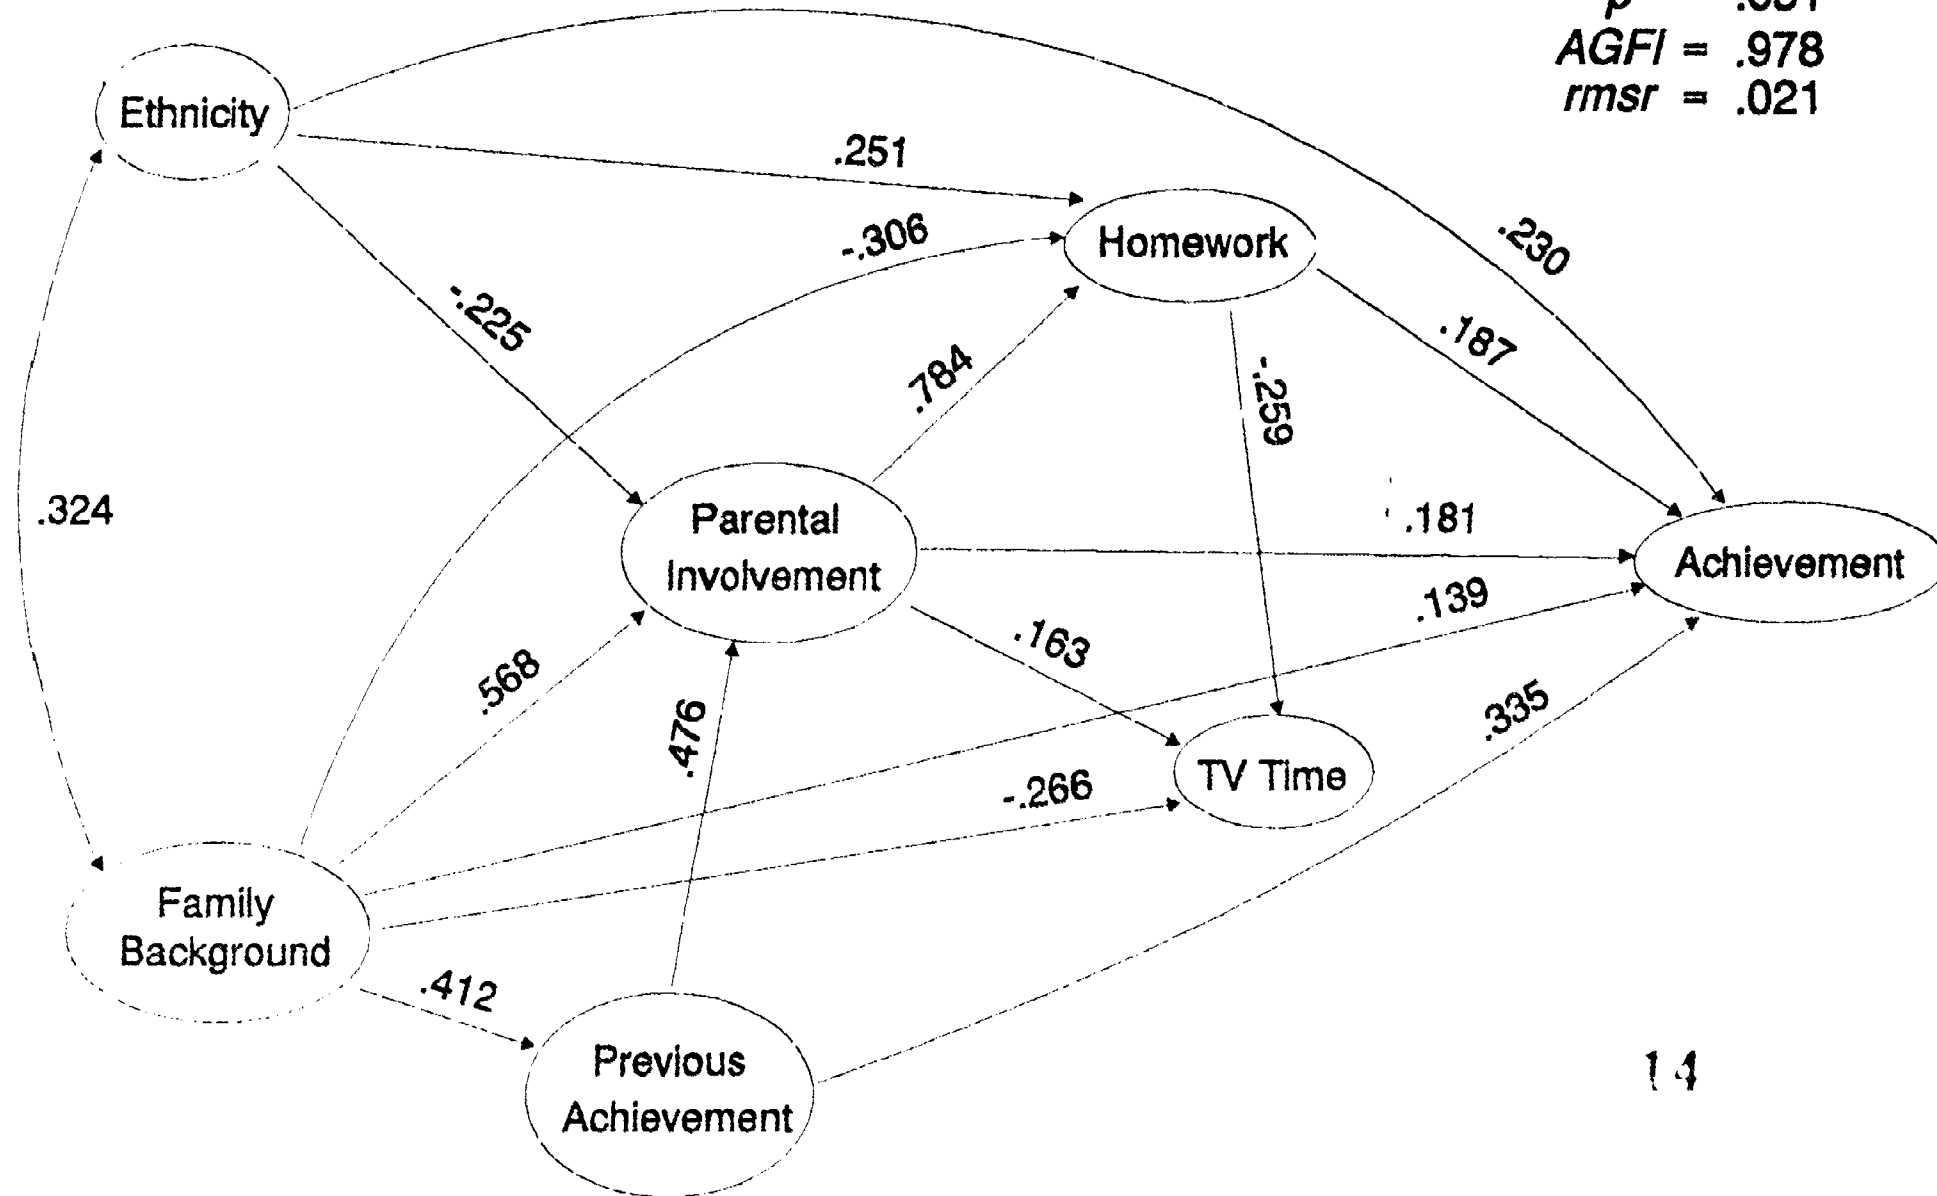 AGFI = .978
rmsr = .021
Ethnicity
.251
-.306
Homework
.230
-.225
.187
.784
-.259
.324
Parental
Involvement
.181
Achievement
.139
.163
.568
.476
.335
TV Time
-.266
Family
Background
.412
Previous
Achievement
14